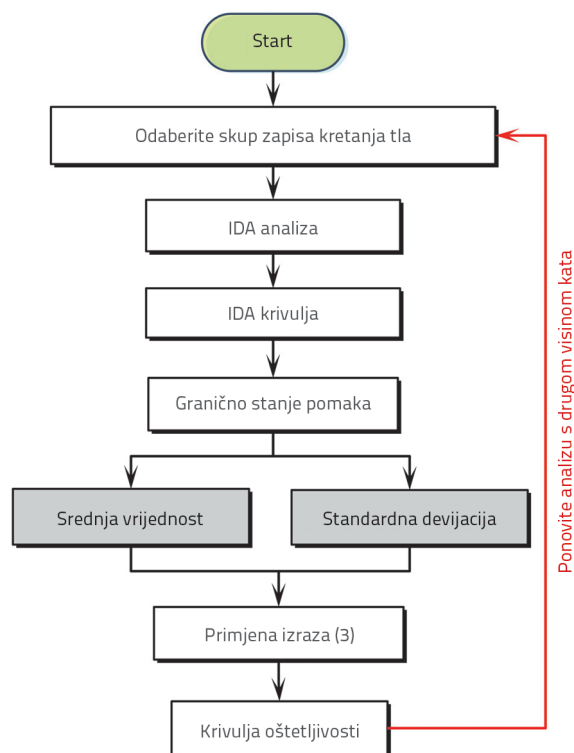 Start
Odaberite skup zapisa kretanja tla
IDA analiza
IDA krivulja
Granično stanje pomaka
Srednja vrijednost
Standardna devijacija
Primjena izraza (3)
Krivulja oštetljivosti
Ponovite analizu s drugom visinom kata